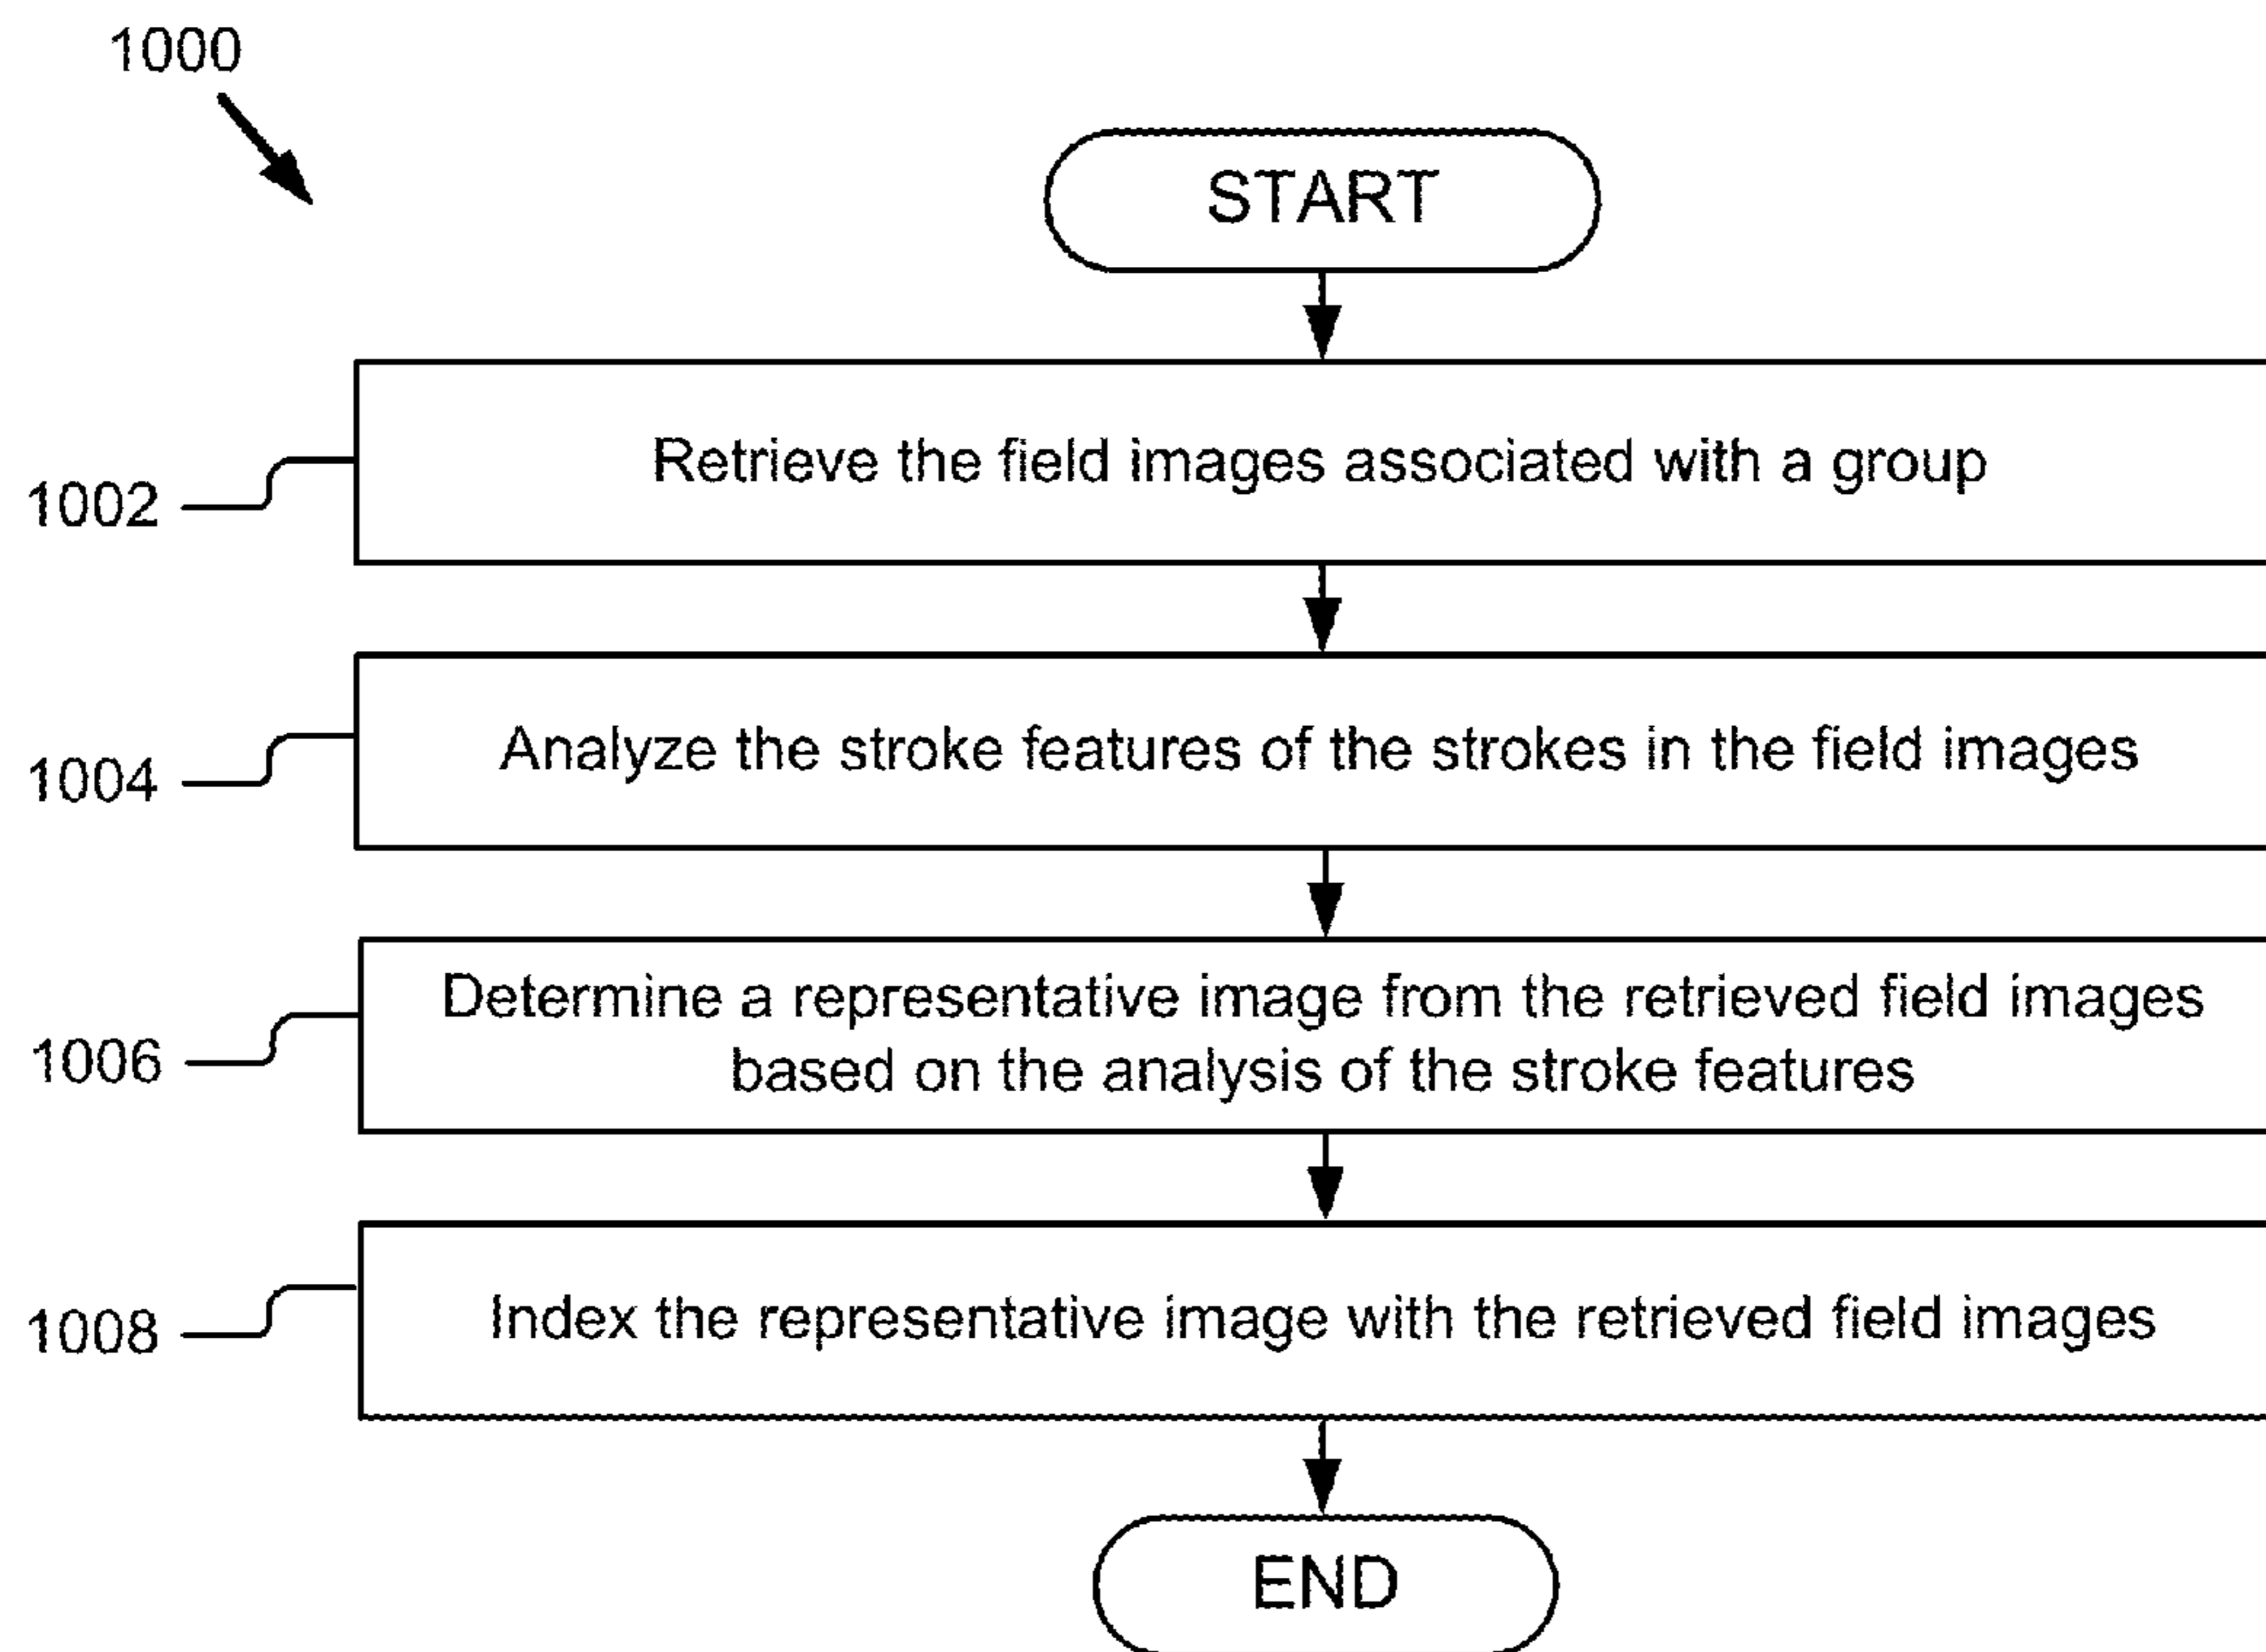 1000
START
Retrieve the field images associated with a group
1002
Analyze the stroke features of the strokes in the field images
1004
Determine a representative image from the retrieved field images
based on the analysis of the stroke features
1006
Index the representative image with the retrieved field images
1008
END